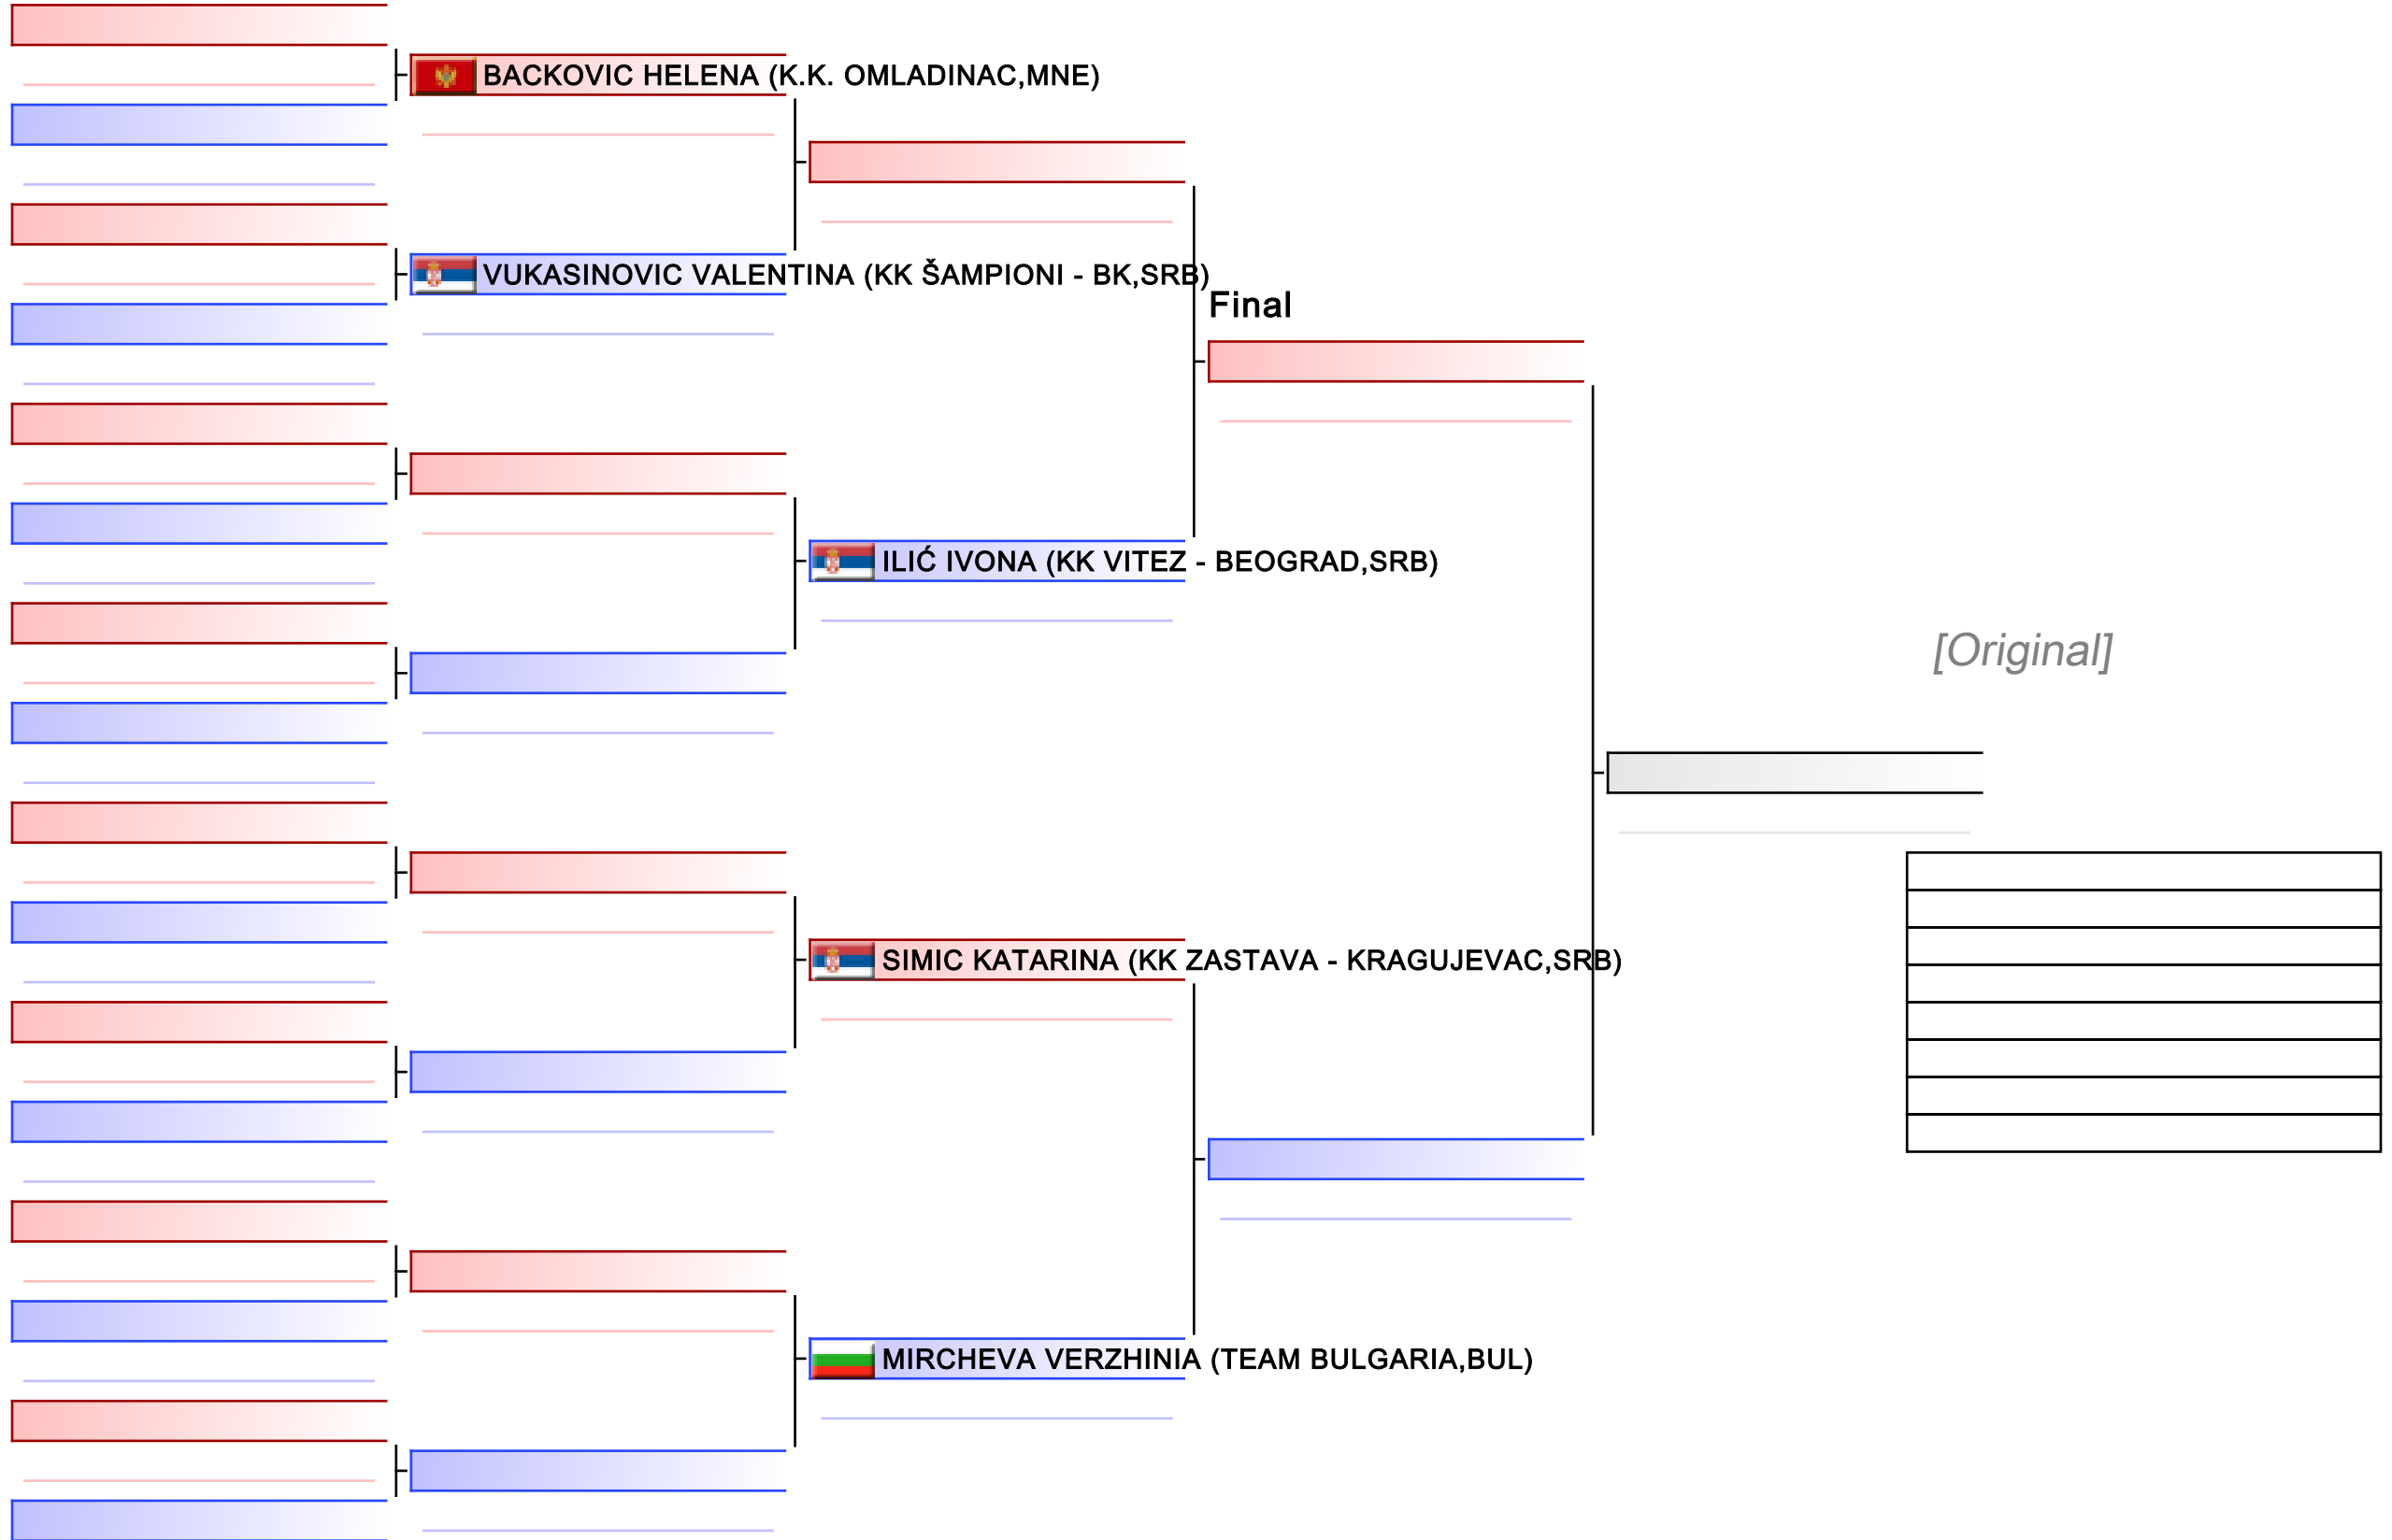 BACKOVIC HELENA (K.K. OMLADINAC,MNE)
VUKASINOVIC VALENTINA (KK ŠAMPIONI - BK,SRB)
Final
ILIĆ IVONA (KK VITEZ - BEOGRAD,SRB)
[Original]
SIMIC KATARINA (KK ZASTAVA - KRAGUJEVAC,SRB)
MIRCHEVA VERZHINIA (TEAM BULGARIA,BUL)